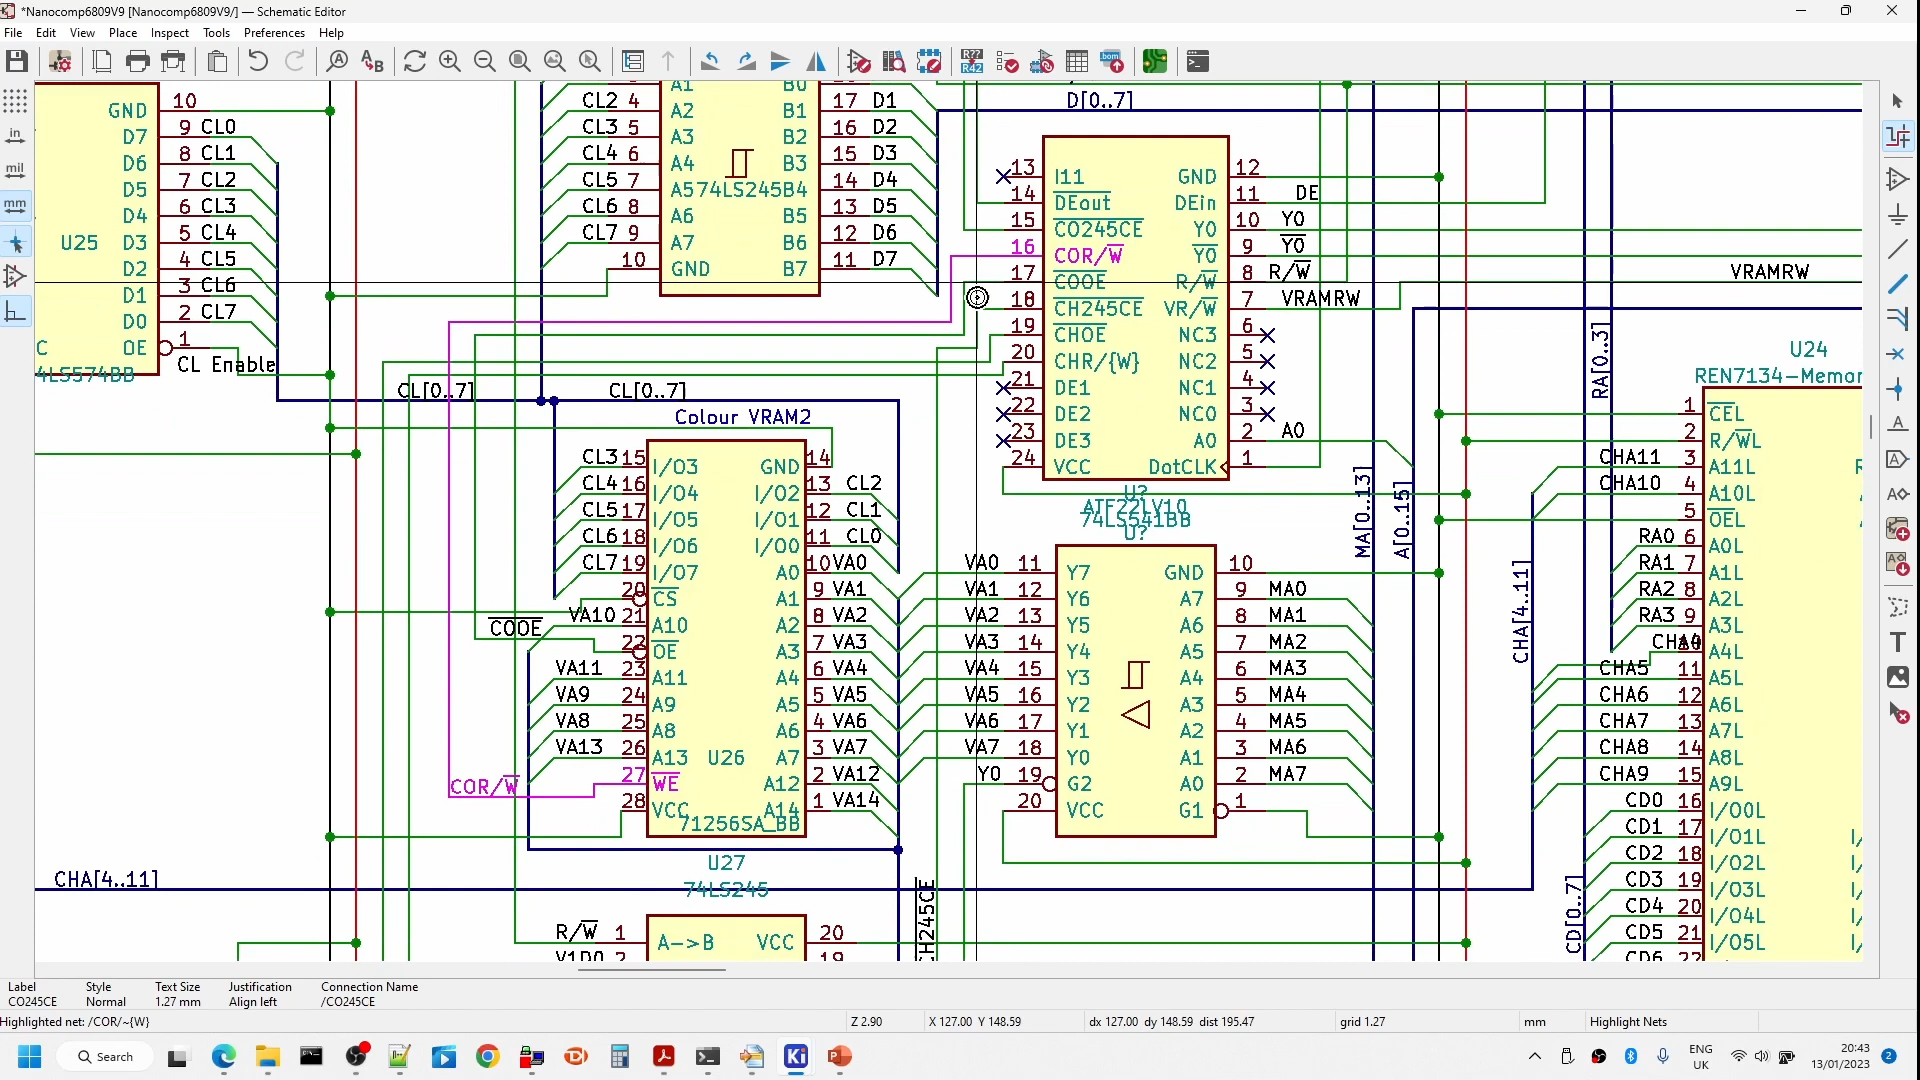 *Nanocomp6809V9 [Nanocomp6809V9/] — Schematic Editor
File Edit View Place Inspect Tools Preferences Help
in
mil
mm
GND 10
D7 9 CL0
D6 8 CL1
D5 7 CL2
D4 6 CL3
U25 D3 5 CL4
D2 4 CL5
D1 3 CL6
D0 2 CL7
C OE 1
4LS574BB
CL Enable
CL[0..7]
CL[0..7]
A1 B0
CL2 4 A2 B1 17 D1
CL3 5 A3 B2 16 D2
CL4 6 A4 B3 15 D3
CL5 7 A5 74LS245 B4 14 D4
CL6 8 A6 B5 13 D5
CL7 9 A7 B6 12 D6
10 GND B7 11 D7
D[0..7]
13 I11 GND 12
14 DEout DEin 11 DE
15 CO245CE Y0 10 Y0
16 COR/W Y0 9 Y0
17 COOE R/W 8 R/W
18 CH245CE VR/W 7 VRAMRW
19 CHOE NC3 6
20 CHR/{W} NC2 5
21 DE1 NC1 4
22 DE2 NC0 3
23 DE3 A0 2 A0
24 VCC DotCLK 1
U?
ATF22LV10
74LS541BB
U?
VRAMRW
Colour VRAM2
CL3 15 I/O3 GND 14
CL4 16 I/O4 I/O2 13 CL2
CL5 17 I/O5 I/O1 12 CL1
CL6 18 I/O6 I/O0 11 CL0
CL7 19 I/O7 A0 10 VA0
20 CS A1 9 VA1
VA10 21 A10 A2 8 VA2
COOE 22 OE A3 7 VA3
VA11 23 A11 A4 6 VA4
VA9 24 A9 A5 5 VA5
VA8 25 A8 A6 4 VA6
VA13 26 A13 U26 A7 3 VA7
COR/W 27 WE A12 2 VA12
28 VCC A14 1 VA14
71256SA_BB
VA0 11 Y7 GND 10
VA1 12 Y6 A7 9 MA0
VA2 13 Y5 A6 8 MA1
VA3 14 Y4 A5 7 MA2
VA4 15 Y3 A4 6 MA3
VA5 16 Y2 A3 5 MA4
VA6 17 Y1 A2 4 MA5
VA7 18 Y0 A1 3 MA6
Y0 19 G2 A0 2 MA7
20 VCC G1 1
MA[0..13]
A[0..15]
CHA[4..11]
RA[0..3]
CD[0..7]
U24
REN7134-Memor
1 CEL
2 R/WL
CHA11 3 A11L
CHA10 4 A10L
5 OEL
RA0 6 A0L
RA1 7 A1L
RA2 8 A2L
RA3 9 A3L
CHA4 A4L
CHA5 11 A5L
CHA6 12 A6L
CHA7 13 A7L
CHA8 14 A8L
CHA9 15 A9L
CD0 16 I/O0L
CD1 17 I/O1L
CD2 18 I/O2L
CD3 19 I/O3L
CD4 20 I/O4L
CD5 21 I/O5L
CD6 22
CHA[4..11]
U27
74LS245
R/W 1 A->B VCC 20
V1D0 2 19
H245CE
Label Style Text Size Justification Connection Name
CO245CE Normal 1.27 mm Align left /CO245CE
Highlighted net: /COR/~{W} Z 2.90 X 127.00 Y 148.59 dx 127.00 dy 148.59 dist 195.47 grid 1.27 mm Highlight Nets
Search
ENG
UK
20:43
13/01/2023
2